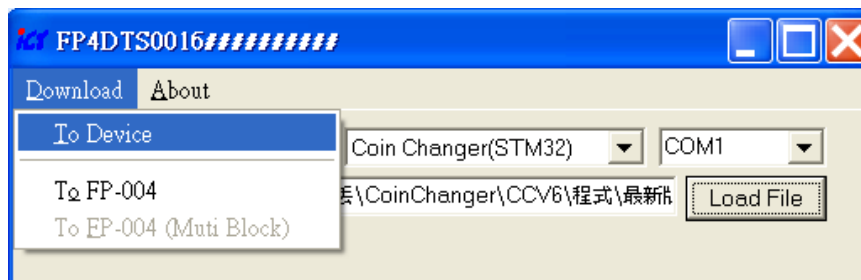 ICT FP4DTS0016##########
Download About
To Device
Coin Changer(STM32) COM1
To FP-004
\CoinChanger\CCV6\程式\最新 Load File
To FP-004 (Muti Block)